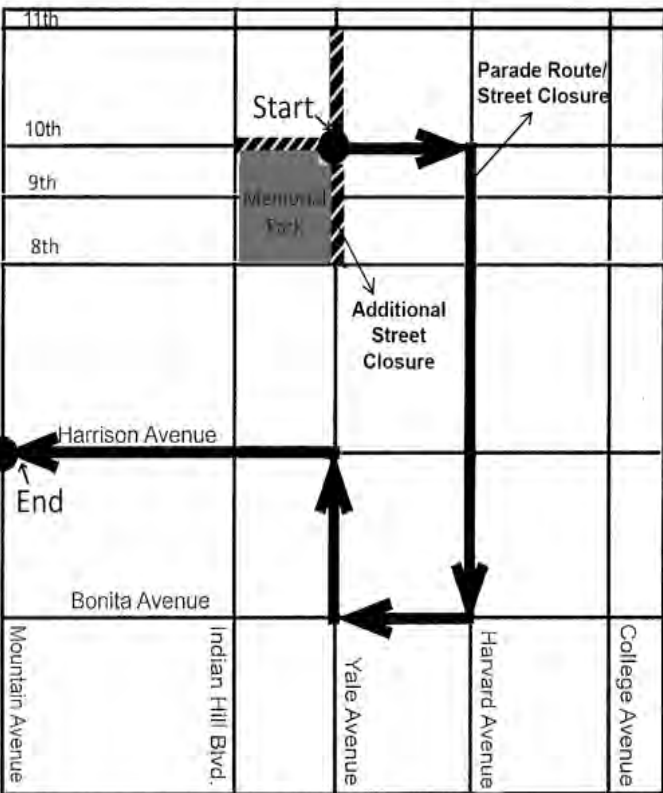 11th
Parade Route/
Street Closure
Start
10th
9th
Memorial
Park
8th
Additional
Street
Closure
Harrison Avenue
End
Bonita Avenue
Mountain Avenue
Indian Hill Blvd.
Yale Avenue
Harvard Avenue
College Avenue